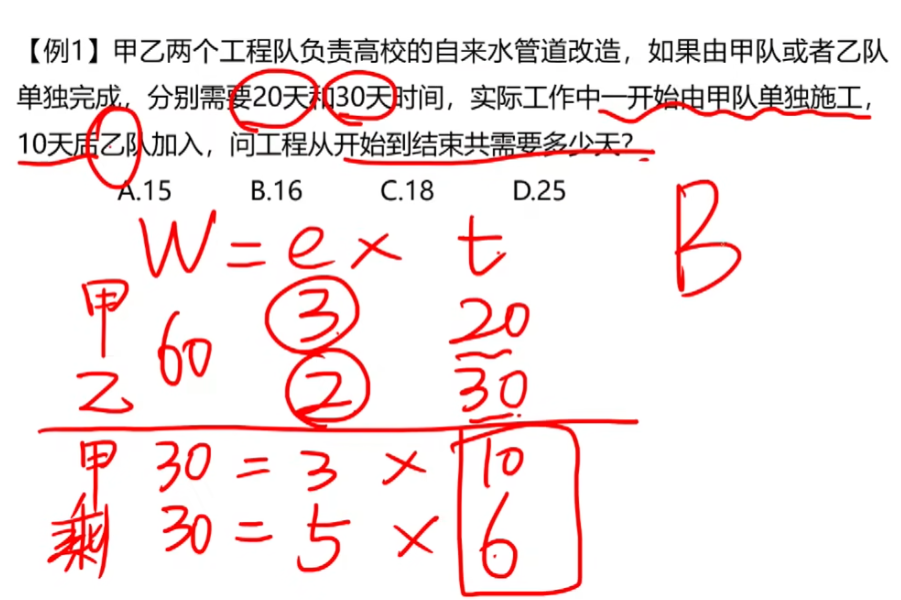 【例1】甲乙两个工程队负责高校的自来水管道改造，如果由甲队或者乙队
单独完成，分别需要20天和30天时间，实际工作中一开始由甲队单独施工，
10天后乙队加入，问工程从开始到结束共需要多少天？
A.15 B.16 C.18 D.25
B
W = e × t
甲 3 20
60
乙 2 30
甲 30 = 3 × 10
剩 30 = 5 × 6